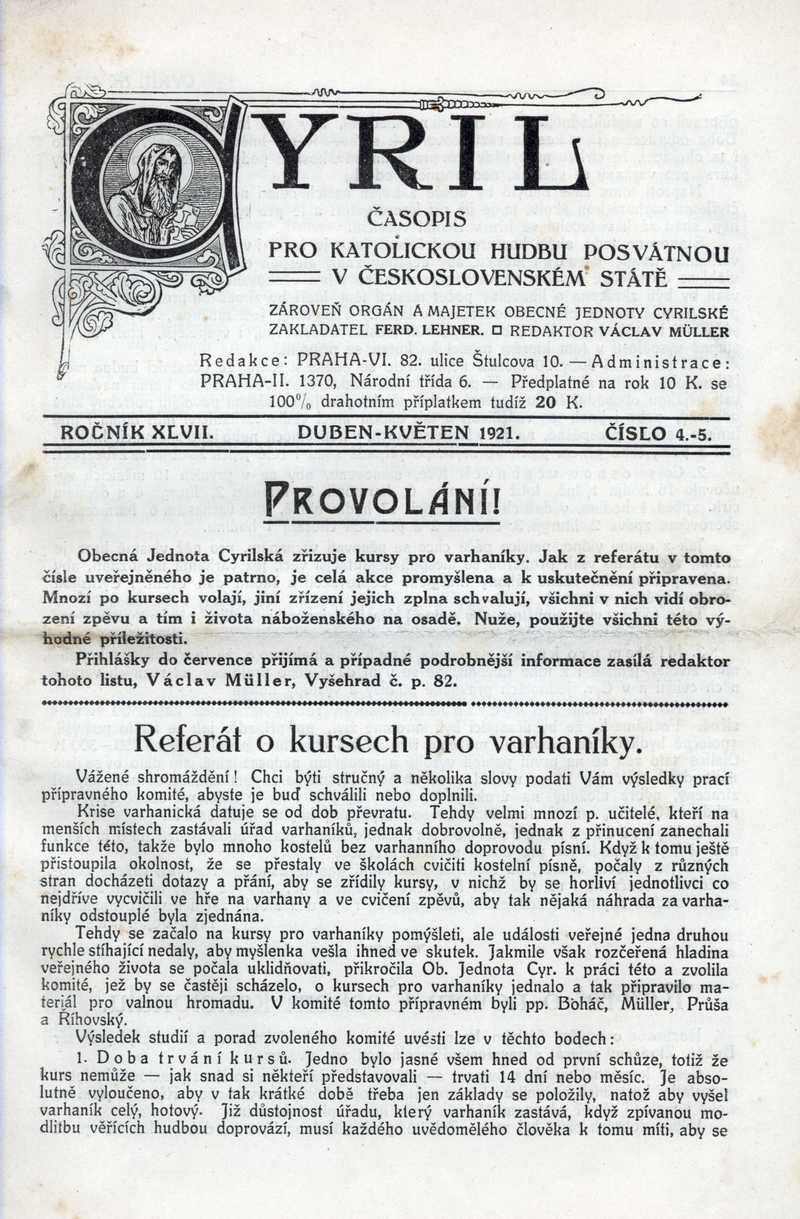 CYRIL
ČASOPIS
PRO KATOLICKOU HUDBU POSVÁTNOU
V ČESKOSLOVENSKÉM STÁTĚ
ZÁROVEŇ ORGÁN A MAJETEK OBECNÉ JEDNOTY CYRILSKÉ
ZAKLADATEL FERD. LEHNER. □ REDAKTOR VÁCLAV MÜLLER
Redakce: PRAHA-VI. 82. ulice Štulcova 10. — Administrace:
PRAHA-II. 1370, Národní třída 6. — Předplatné na rok 10 K. se
100% drahotním příplatkem tudíž 20 K.
ROČNÍK XLVII. DUBEN-KVĚTEN 1921. ČÍSLO 4.-5.
PROVOLÁNÍ!
Obecná Jednota Cyrilská zřizuje kursy pro varhaníky. Jak z referátu v tomto
čísle uveřejněného je patrno, je celá akce promyšlena a k uskutečnění připravena.
Mnozí po kursech volají, jiní zřízení jejich zplna schvalují, všichni v nich vidí obro-
zení zpěvu a tím i života náboženského na osadě. Nuže, použijte všichni této vý-
hodné příležitosti.
Přihlášky do července přijímá a případné podrobnější informace zasílá redaktor
tohoto listu, Václav Müller, Vyšehrad č. p. 82.
Referát o kursech pro varhaníky.
Vážené shromáždění! Chci býti stručný a několika slovy podati Vám výsledky prací
přípravného komité, abyste je buď schválili nebo doplnili.
Krise varhanická datuje se od dob převratu. Tehdy velmi mnozí p. učitelé, kteří na
menších místech zastávali úřad varhaníků, jednak dobrovolně, jednak z přinucení zanechali
funkce této, takže bylo mnoho kostelů bez varhanního doprovodu písní. Když k tomu ještě
přistoupila okolnost, že se přestaly ve školách cvičiti kostelní písně, počaly z různých
stran docházeti dotazy a přání, aby se zřídily kursy, v nichž by se horliví jednotlivci co
nejdříve vycvičili ve hře na varhany a ve cvičení zpěvů, aby tak nějaká náhrada za varha-
níky odstouplé byla zjednána.
Tehdy se začalo na kursy pro varhaníky pomýšleti, ale události veřejné jedna druhou
rychle stíhající nedaly, aby myšlenka vešla ihned ve skutek. Jakmile však rozčeřená hladina
veřejného života se počala uklidňovati, přikročila Ob. Jednota Cyr. k práci této a zvolila
komité, jež by se častěji scházelo, o kursech pro varhaníky jednalo a tak připravilo ma-
teriál pro valnou hromadu. V komité tomto přípravném byli pp. Boháč, Müller, Průša
a Říhovský.
Výsledek studií a porad zvoleného komité uvésti lze v těchto bodech:
1. Doba trvání kursů. Jedno bylo jasné všem hned od první schůze, totiž že
kurs nemůže — jak snad si někteří představovali — trvati 14 dní nebo měsíc. Je abso-
lutně vyloučeno, aby v tak krátké době třeba jen základy se položily, natož aby vyšel
varhaník celý, hotový. Již důstojnost úřadu, který varhaník zastává, když zpívanou mo-
dlitbu věřících hudbou doprovází, musí každého uvědomělého člověka k tomu míti, aby se